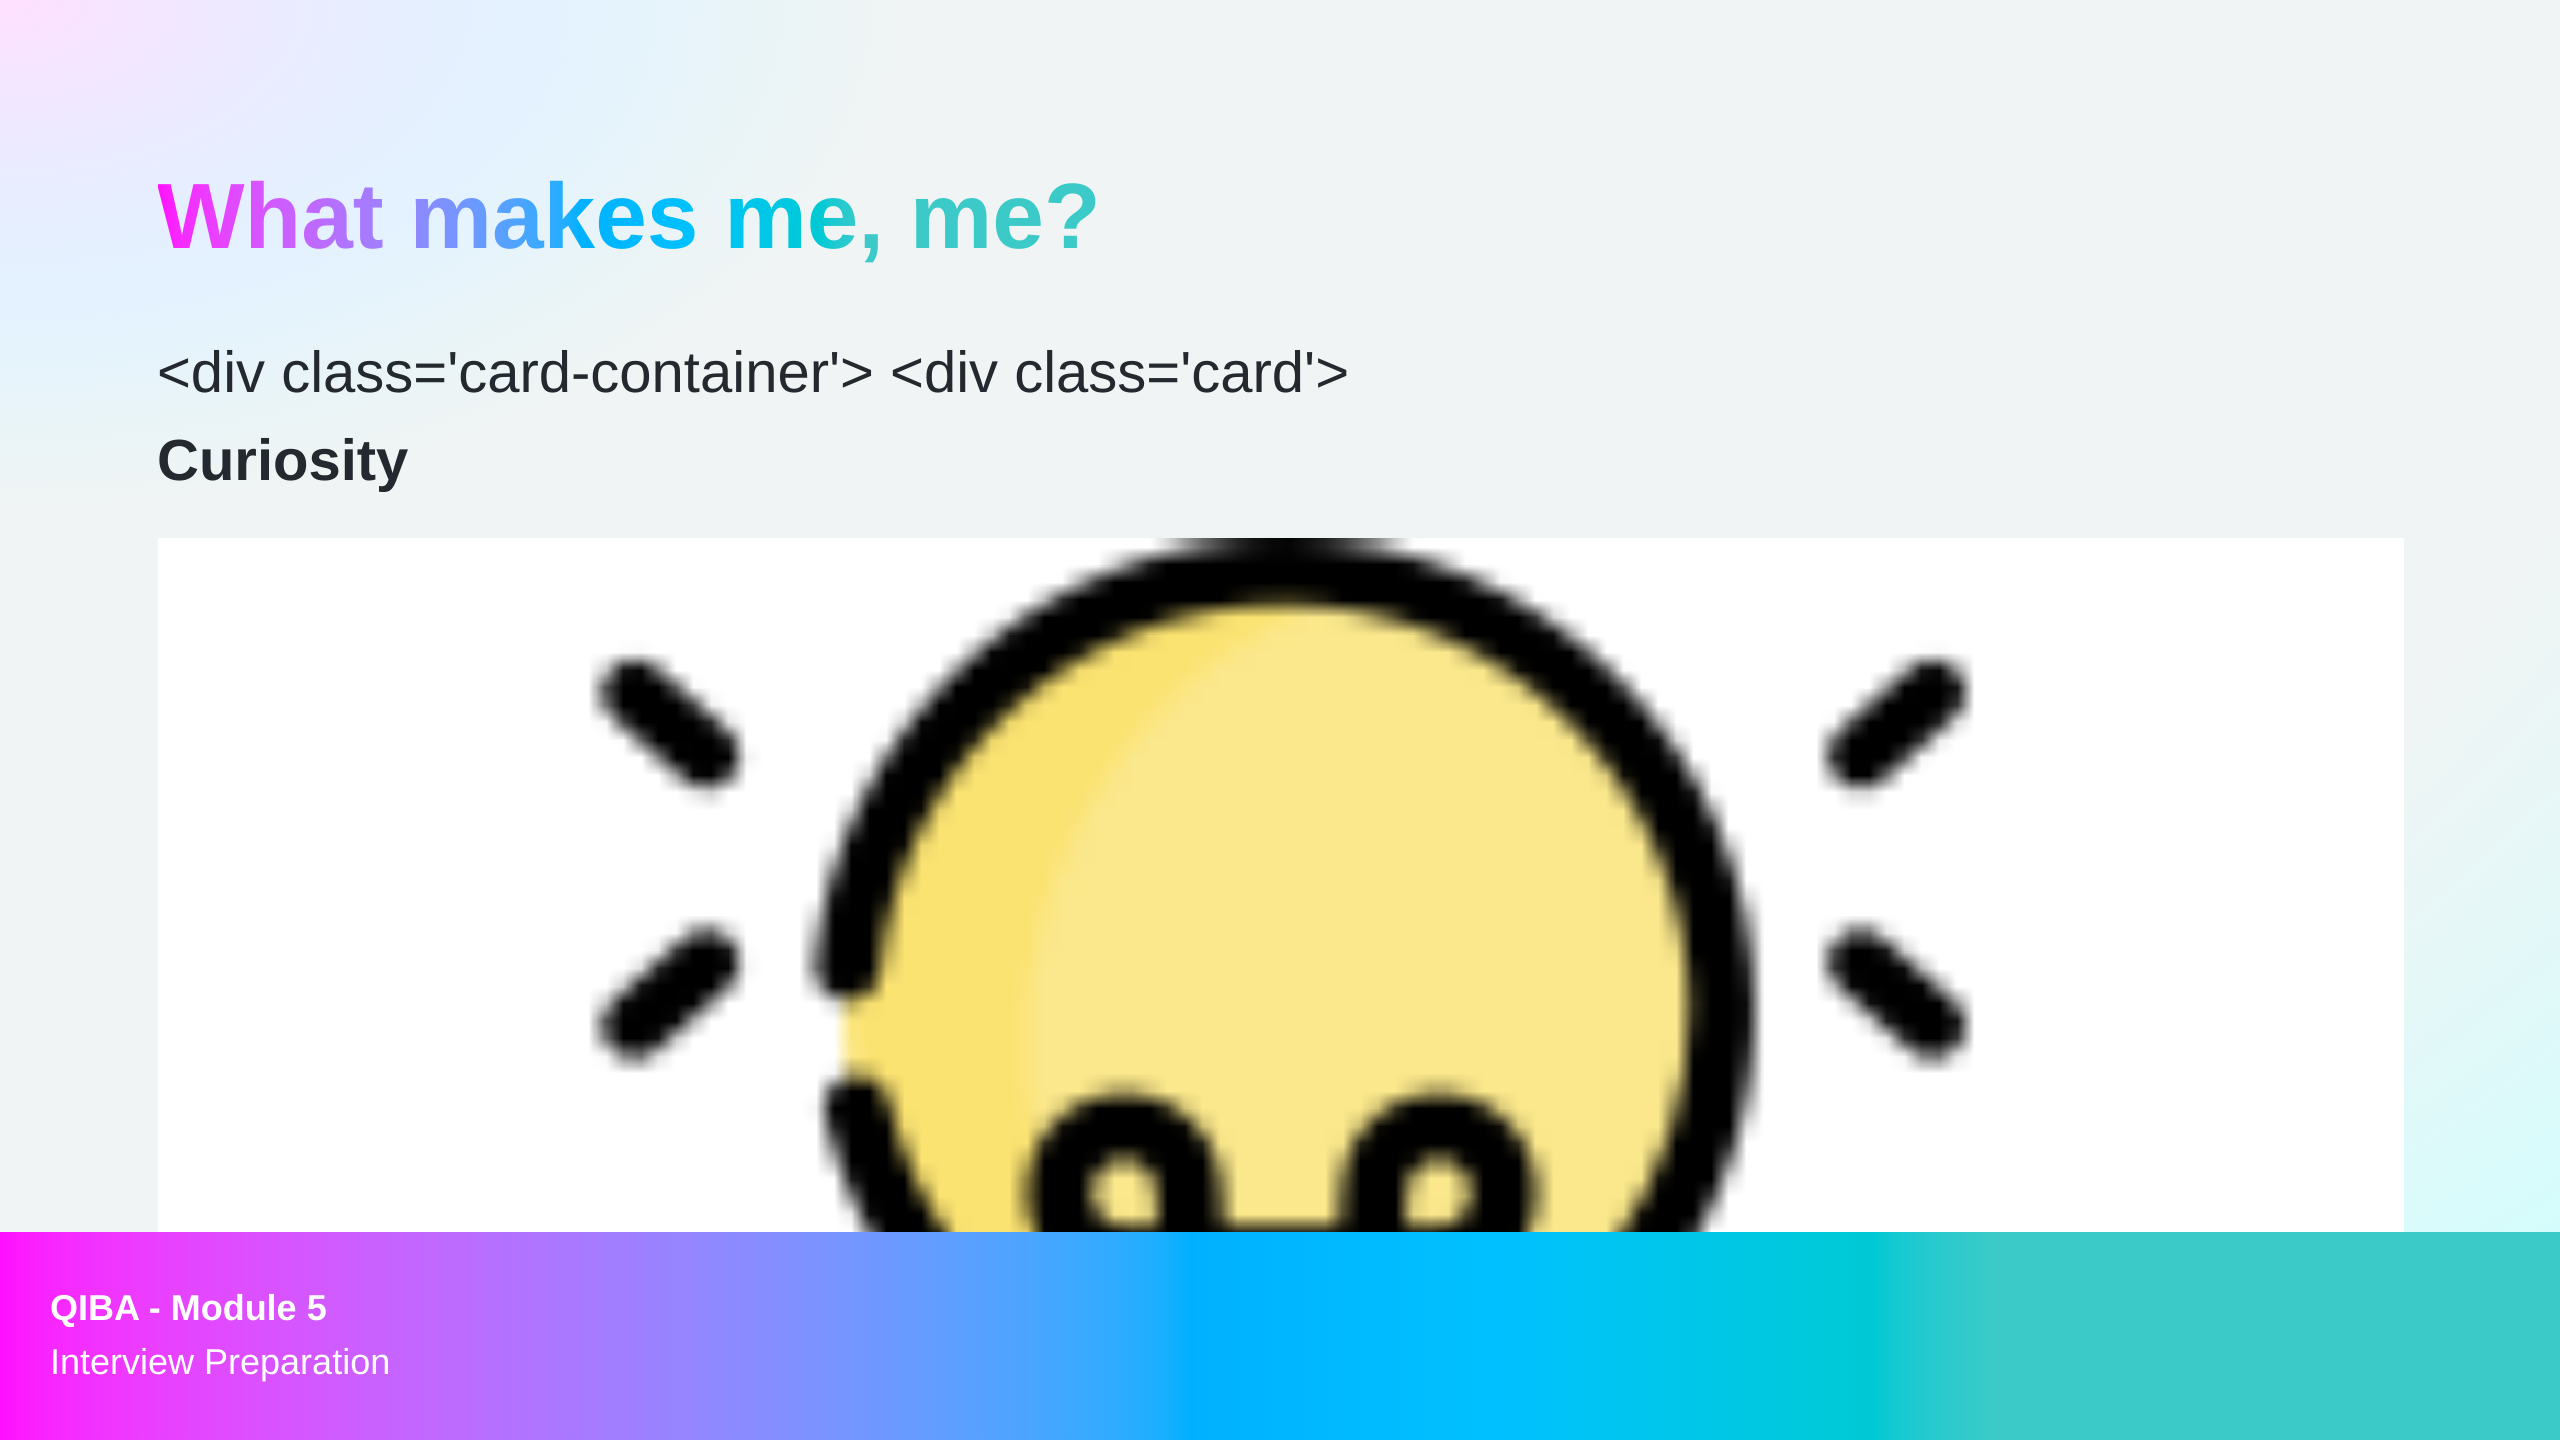 What makes me, me?
<div class='card-container'> <div class='card'>
Curiosity
QIBA - Module 5
Interview Preparation